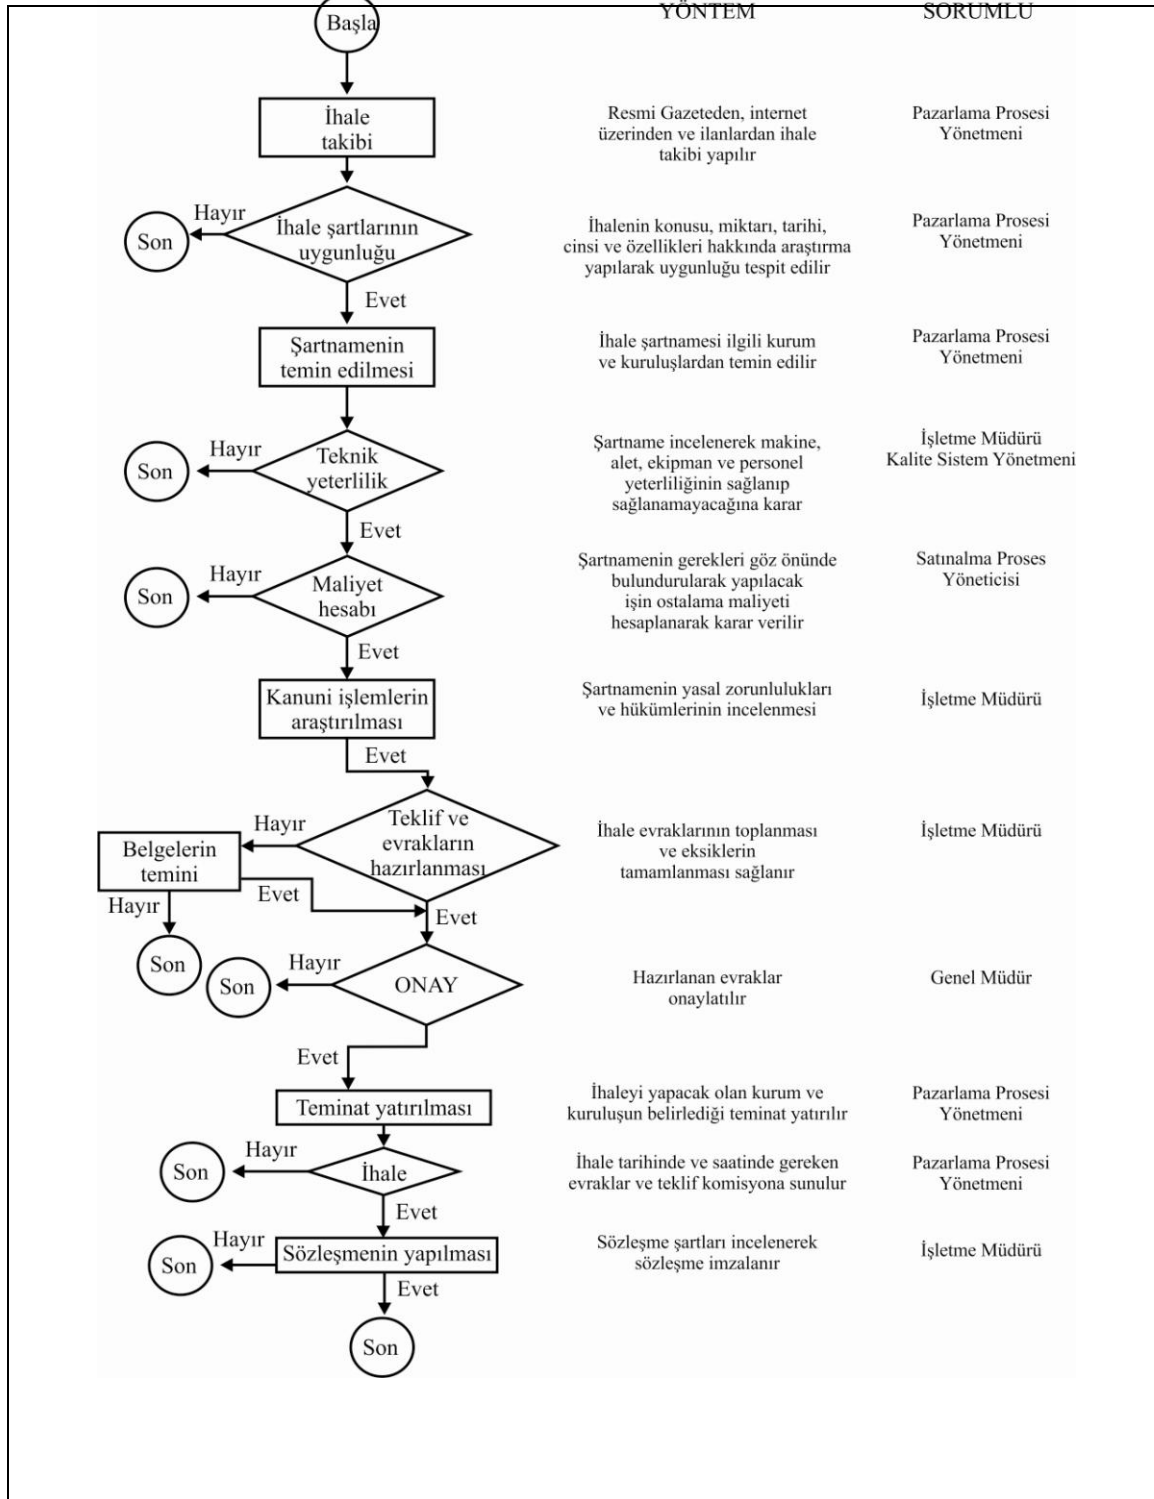 Başla
YÖNTEM
SORUMLU
İhale
takibi
Resmi Gazeteden, internet
üzerinden ve ilanlardan ihale
takibi yapılır
Pazarlama Prosesi
Yönetmeni
Hayır
Son
İhale şartlarının
uygunluğu
İhalenin konusu, miktarı, tarihi,
cinsi ve özellikleri hakkında araştırma
yapılarak uygunluğu tespit edilir
Pazarlama Prosesi
Yönetmeni
Evet
Şartnamenin
temin edilmesi
İhale şartnamesi ilgili kurum
ve kuruluşlardan temin edilir
Pazarlama Prosesi
Yönetmeni
Hayır
Son
Teknik
yeterlilik
Şartname incelenerek makine,
alet, ekipman ve personel
yeterliliğinin sağlanıp
sağlanamayacağına karar
İşletme Müdürü
Kalite Sistem Yönetmeni
Evet
Hayır
Son
Maliyet
hesabı
Şartnamenin gerekleri göz önünde
bulundurularak yapılacak
işin ostalama maliyeti
hesaplanarak karar verilir
Satınalma Proses
Yöneticisi
Evet
Kanuni işlemlerin
araştırılması
Şartnamenin yasal zorunlulukları
ve hükümlerinin incelenmesi
İşletme Müdürü
Evet
Teklif ve
evrakların
hazırlanması
Hayır
Belgelerin
temini
İhale evraklarının toplanması
ve eksiklerin
tamamlanması sağlanır
İşletme Müdürü
Evet
Hayır
Evet
Son
Hayır
Son
ONAY
Hazırlanan evraklar
onaylatılır
Genel Müdür
Evet
Teminat yatırılması
İhaleyi yapacak olan kurum ve
kuruluşun belirlediği teminat yatırılır
Pazarlama Prosesi
Yönetmeni
Hayır
Son
İhale
İhale tarihinde ve saatinde gereken
evraklar ve teklif komisyona sunulur
Pazarlama Prosesi
Yönetmeni
Evet
Hayır
Son
Sözleşmenin yapılması
Sözleşme şartları incelenerek
sözleşme imzalanır
İşletme Müdürü
Evet
Son